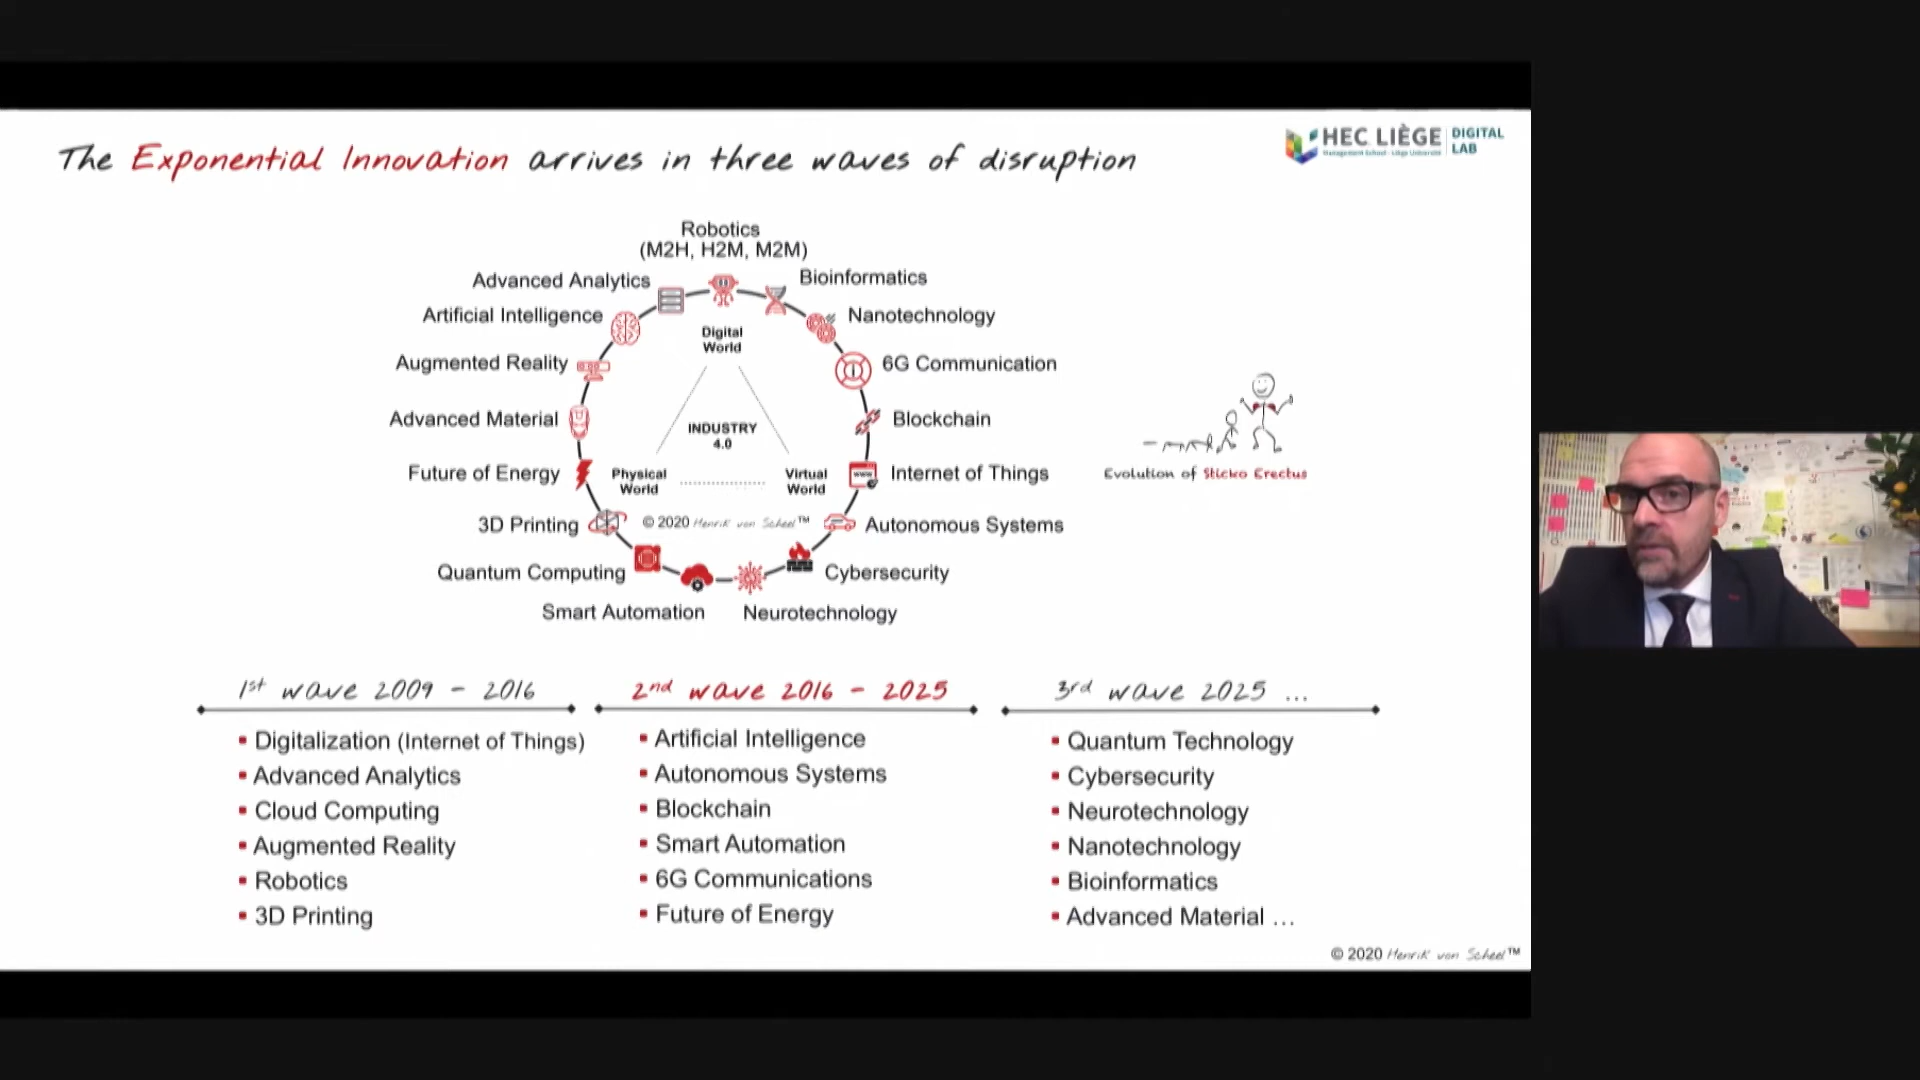 The Exponential Innovation arrives in three waves of disruption
HEC LIÈGE
Management School - Liège Université
DIGITAL
LAB
Robotics
(M2H, H2M, M2M)
Advanced Analytics
Bioinformatics
Artificial Intelligence
Nanotechnology
Digital
World
Augmented Reality
6G Communication
Advanced Material
Blockchain
INDUSTRY
4.0
Future of Energy
Physical
World
Virtual
World
www
Internet of Things
Evolution of Sticko Erectus
3D Printing
© 2020 Henrik von Scheel™
Autonomous Systems
Quantum Computing
Cybersecurity
Smart Automation
Neurotechnology
1st wave 2009 - 2016
▪ Digitalization (Internet of Things)
▪ Advanced Analytics
▪ Cloud Computing
▪ Augmented Reality
▪ Robotics
▪ 3D Printing
2nd wave 2016 - 2025
▪ Artificial Intelligence
▪ Autonomous Systems
▪ Blockchain
▪ Smart Automation
▪ 6G Communications
▪ Future of Energy
3rd wave 2025 ...
▪ Quantum Technology
▪ Cybersecurity
▪ Neurotechnology
▪ Nanotechnology
▪ Bioinformatics
▪ Advanced Material ...
© 2020 Henrik von Scheel™